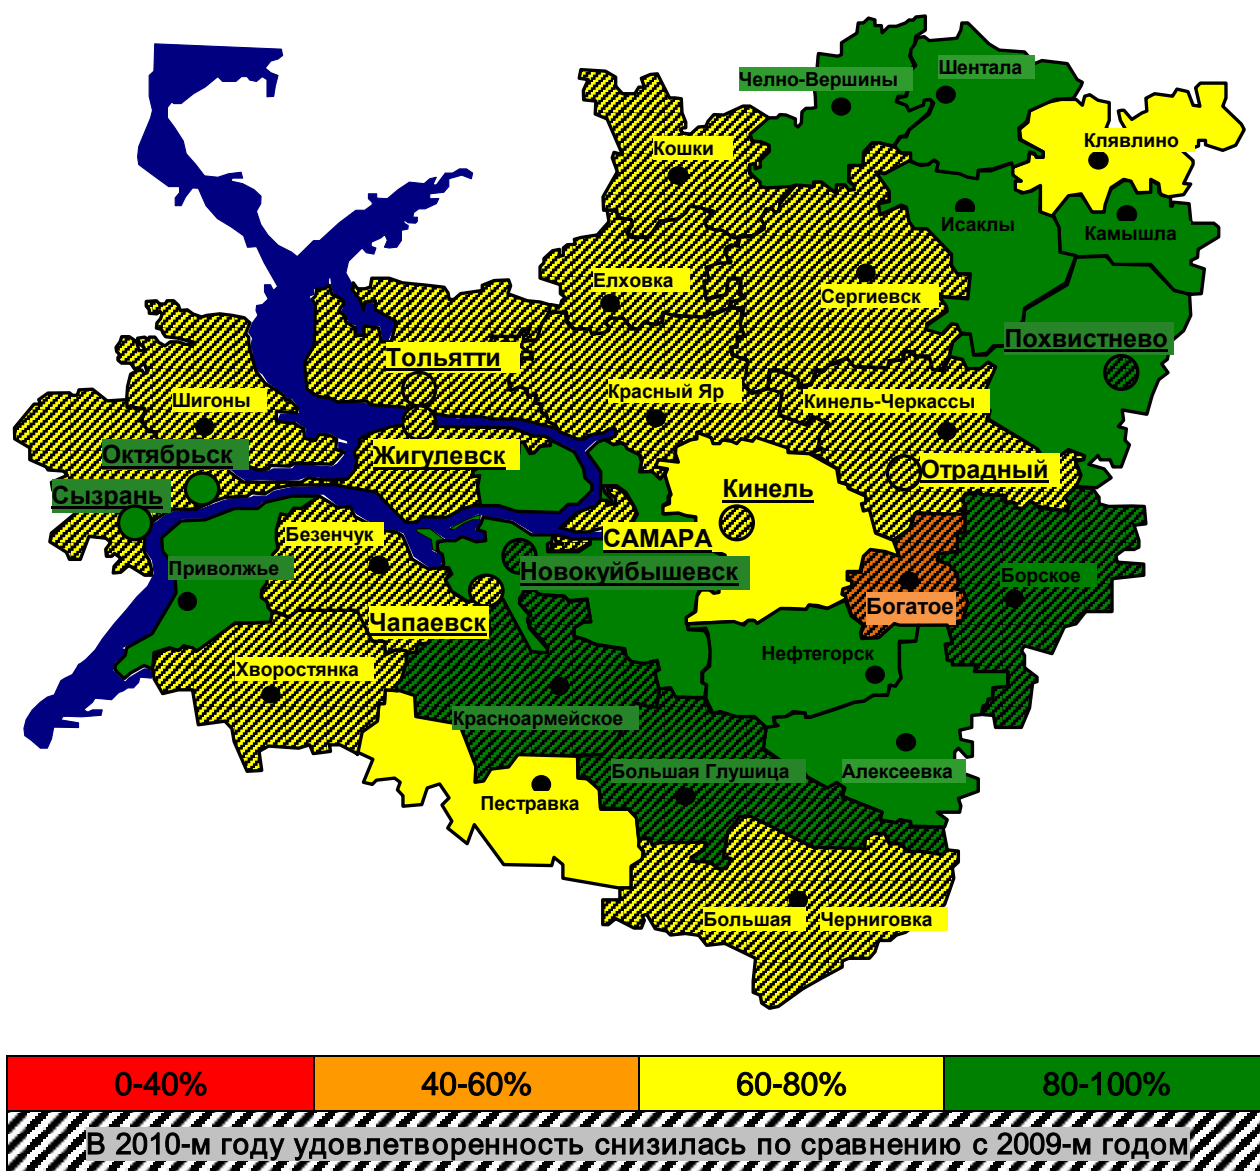 Челно-Вершины
Шентала
Кошки
Клявлино
Исаклы
Камышла
Елховка
Сергиевск
Похвистнево
Тольятти
Шигоны
Красный Яр
Кинель-Черкассы
Октябрьск
Жигулевск
Отрадный
Сызрань
Кинель
Безенчук
САМАРА
Приволжье
Новокуйбышевск
Борское
Богатое
Чапаевск
Хворостянка
Нефтегорск
Красноармейское
Большая Глушица
Алексеевка
Пестравка
Большая Черниговка
0-40%
40-60%
60-80%
80-100%
В 2010-м году удовлетворенность снизилась по сравнению с 2009-м годом